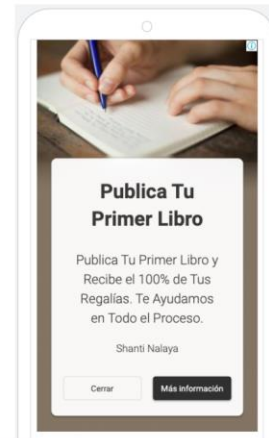 Publica Tu
Primer Libro
Publica Tu Primer Libro y
Recibe el 100% de Tus
Regalías. Te Ayudamos
en Todo el Proceso.
Shanti Nalaya
Cerrar
Más información